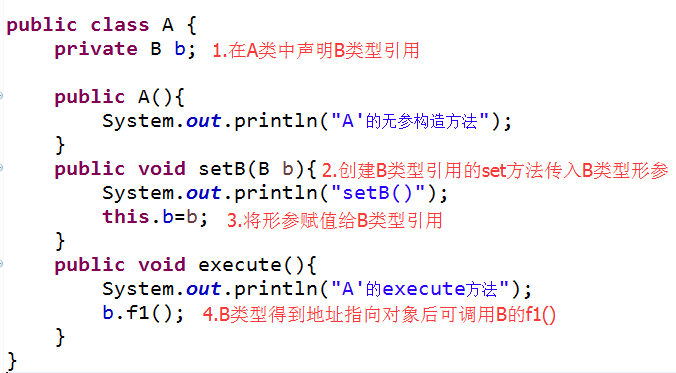 public class A {
private B b; 1.在A类中声明B类型引用
public A(){
System.out.println("A'的无参构造方法");
}
public void setB(B b){ 2.创建B类型引用的set方法传入B类型形参
System.out.println("setB()");
this.b=b; 3.将形参赋值给B类型引用
}
public void execute(){
System.out.println("A'的execute方法");
b.f1(); 4.B类型得到地址指向对象后可调用B的f1()
}
}